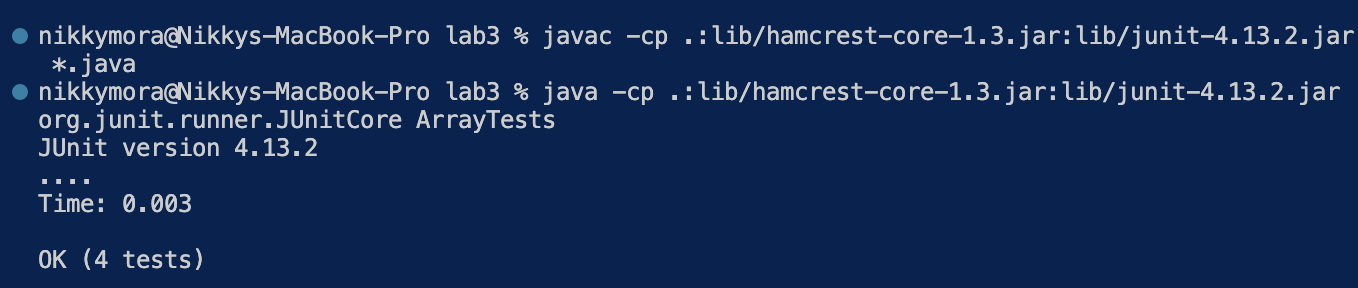 nikkymora@Nikkys-MacBook-Pro lab3 % javac -cp .:lib/hamcrest-core-1.3.jar:lib/junit-4.13.2.jar
*.java
nikkymora@Nikkys-MacBook-Pro lab3 % java -cp .:lib/hamcrest-core-1.3.jar:lib/junit-4.13.2.jar
org.junit.runner.JUnitCore ArrayTests
JUnit version 4.13.2
....
Time: 0.003
OK (4 tests)